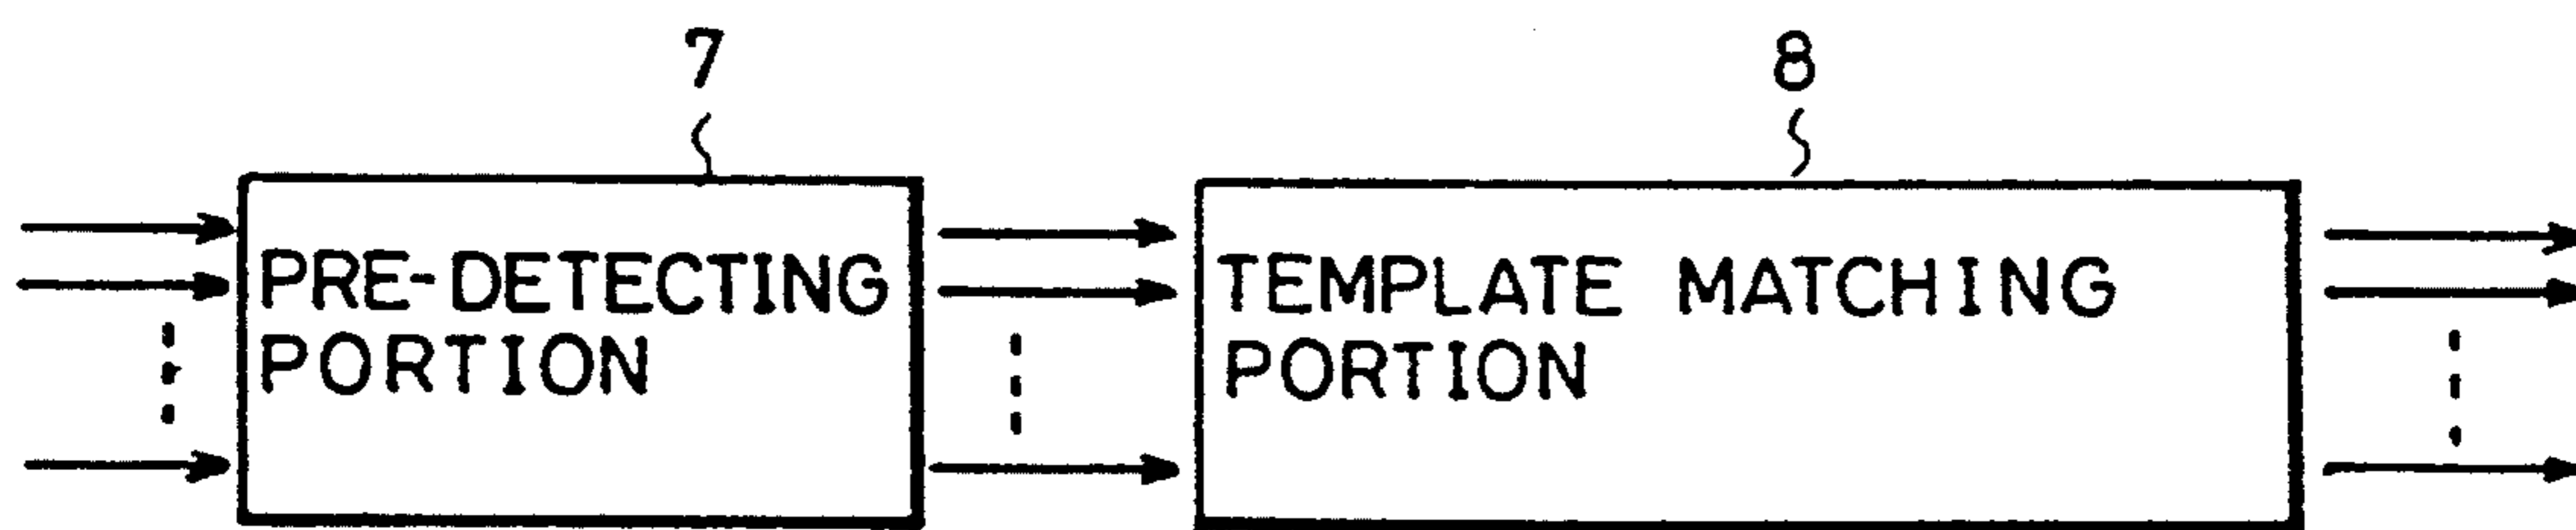 7
8
PRE-DETECTING
PORTION
TEMPLATE MATCHING
PORTION